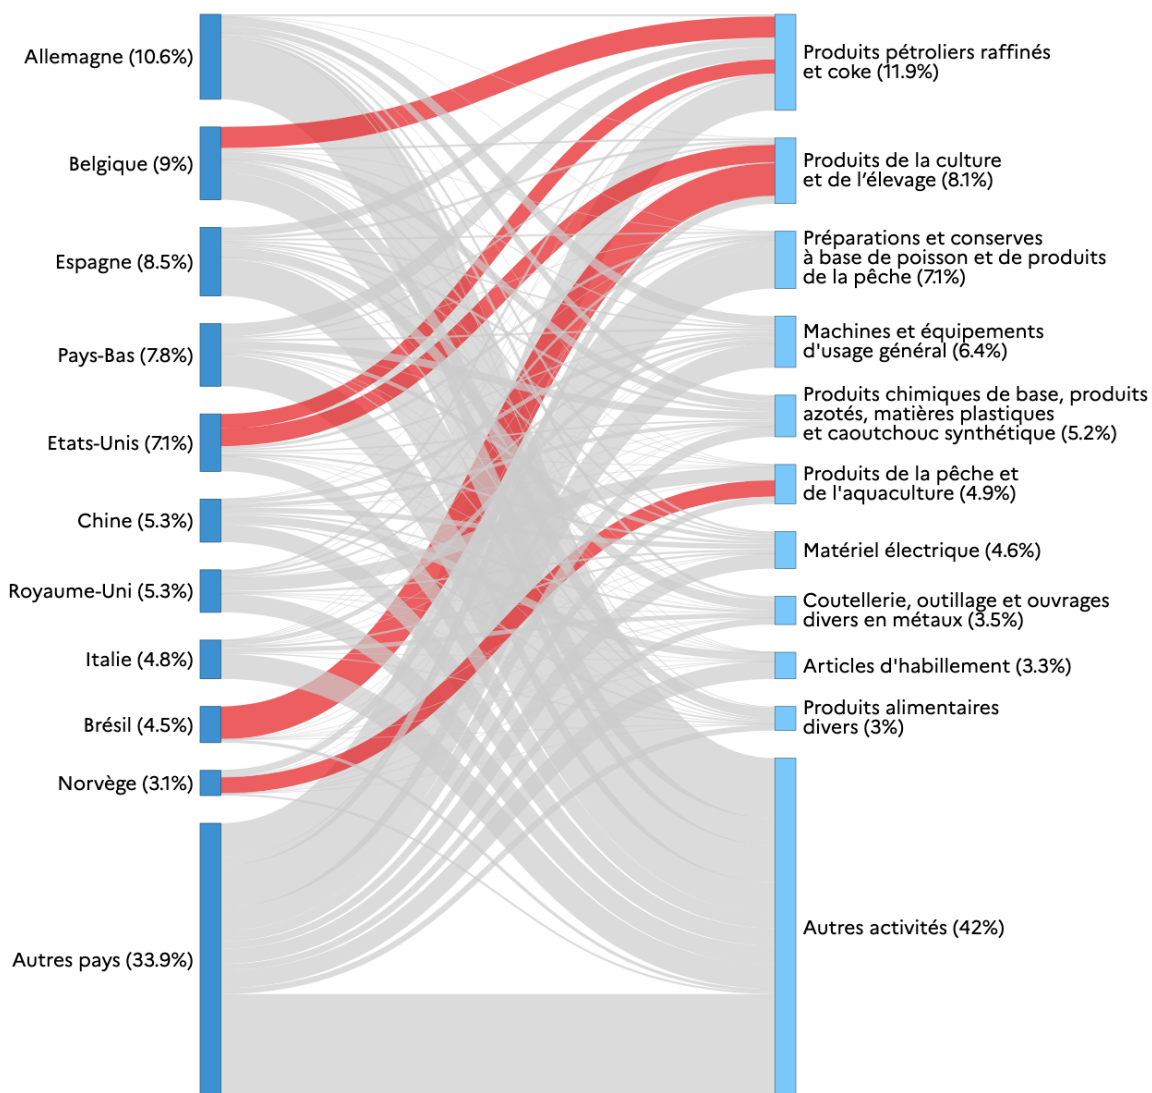 Allemagne (10.6%)
Belgique (9%)
Espagne (8.5%)
Pays-Bas (7.8%)
Etats-Unis (7.1%)
Chine (5.3%)
Royaume-Uni (5.3%)
Italie (4.8%)
Brésil (4.5%)
Norvège (3.1%)
Autres pays (33.9%)
Produits pétroliers raffinés
et coke (11.9%)
Produits de la culture
et de l’élevage (8.1%)
Préparations et conserves
à base de poisson et de produits
de la pêche (7.1%)
Machines et équipements
d'usage général (6.4%)
Produits chimiques de base, produits
azotés, matières plastiques
et caoutchouc synthétique (5.2%)
Produits de la pêche et
de l'aquaculture (4.9%)
Matériel électrique (4.6%)
Coutellerie, outillage et ouvrages
divers en métaux (3.5%)
Articles d'habillement (3.3%)
Produits alimentaires
divers (3%)
Autres activités (42%)